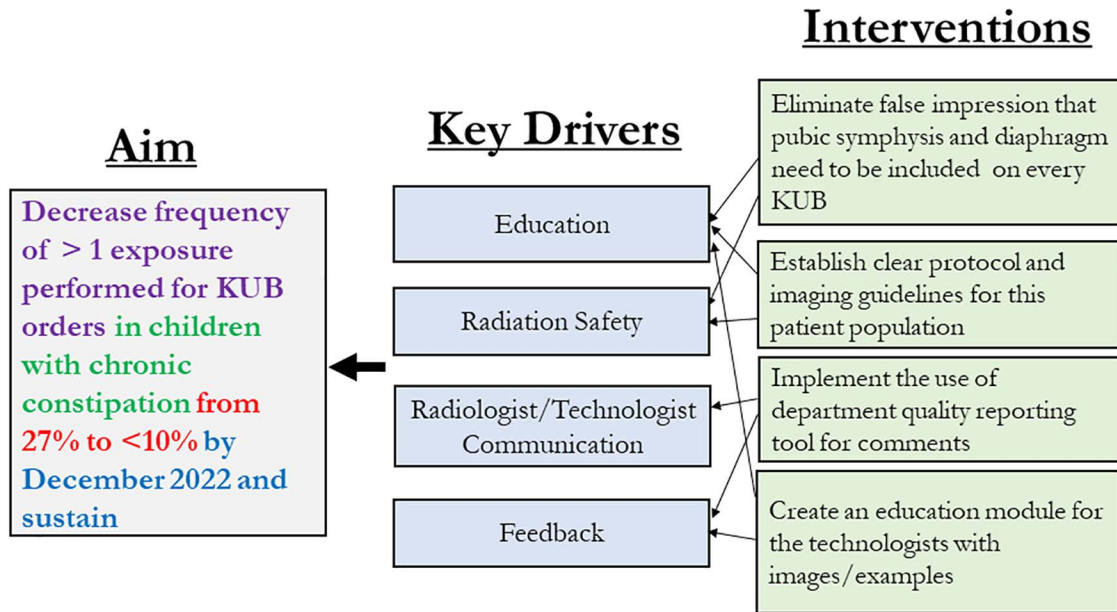 Aim
Decrease frequency
of > 1 exposure
performed for KUB
orders in children
with chronic
constipation from
27% to <10% by
December 2022 and
sustain
Key Drivers
Education
Radiation Safety
Radiologist/Technologist
Communication
Feedback
Interventions
Eliminate false impression that
pubic symphysis and diaphragm
need to be included on every
KUB
Establish clear protocol and
imaging guidelines for this
patient population
Implement the use of
department quality reporting
tool for comments
Create an education module for
the technologists with
images/examples